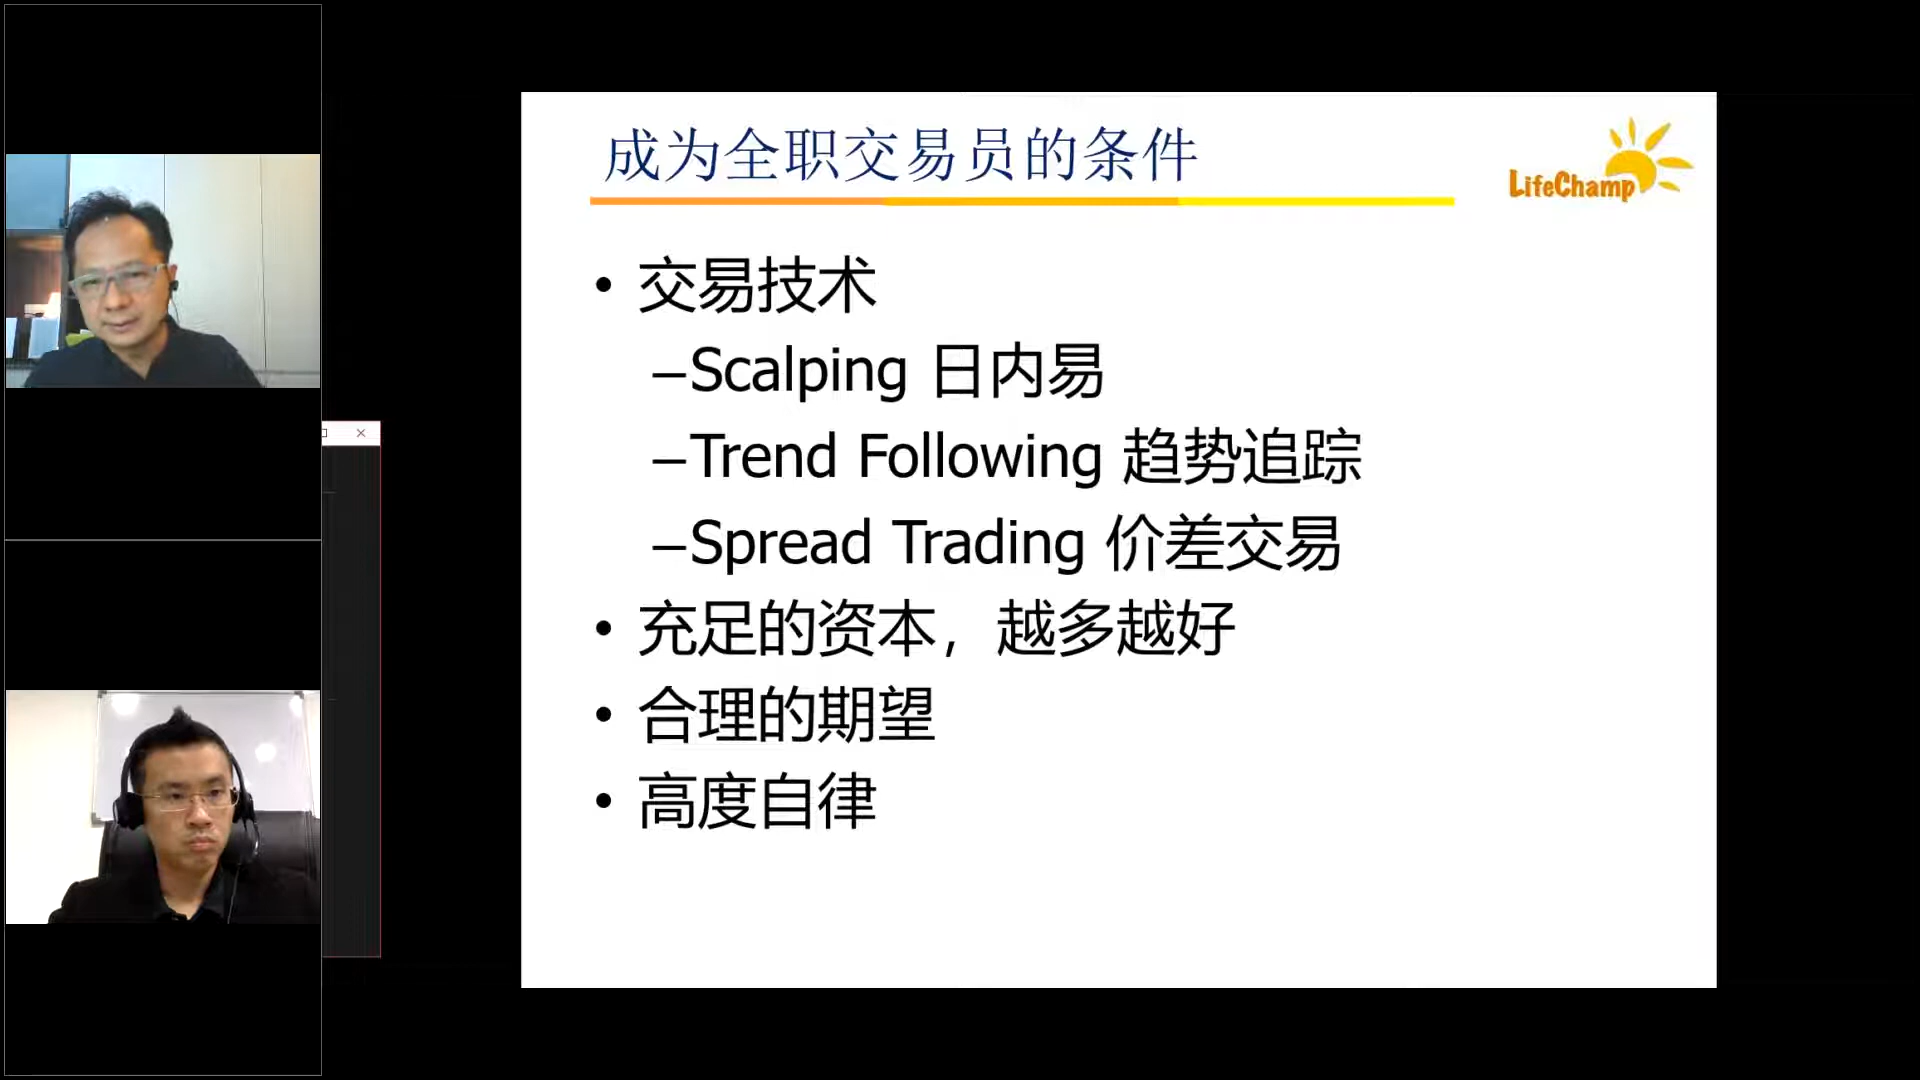 成为全职交易员的条件
LifeChamp
• 交易技术
–Scalping 日内易
–Trend Following 趋势追踪
–Spread Trading 价差交易
• 充足的资本，越多越好
• 合理的期望
• 高度自律